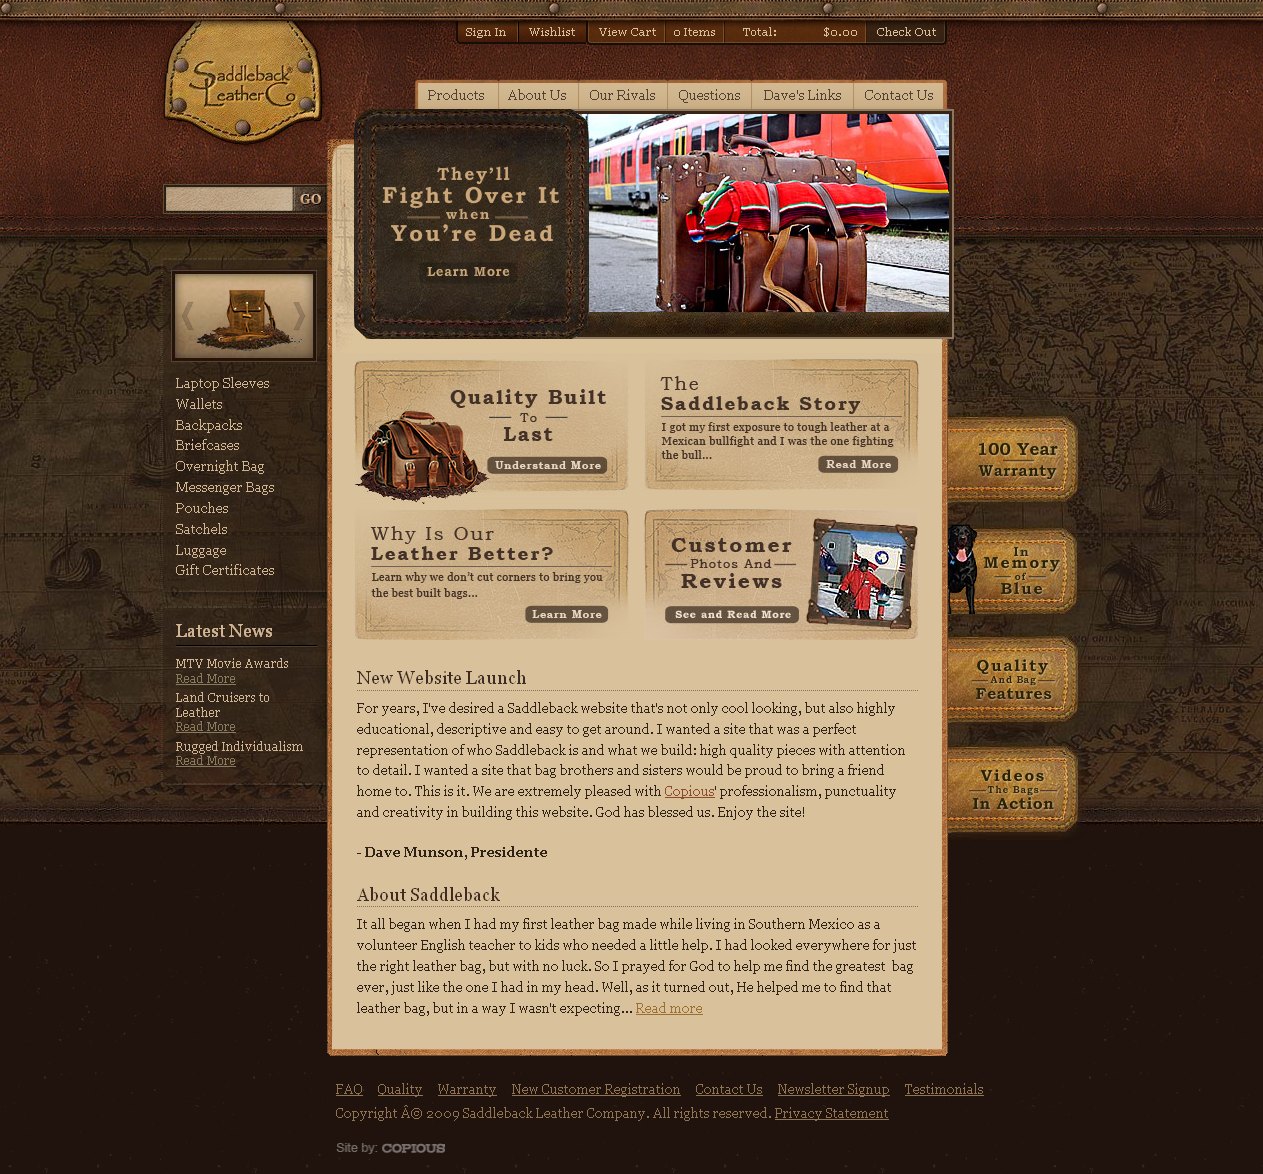 Sign In
Wishlist
View Cart
0 Items
Total:
$0.00
Check Out
Saddleback
Leather Co
Products
About Us
Our Rivals
Questions
Dave's Links
Contact Us
They'll
Fight Over It
when
You're Dead
Learn More
GO
Laptop Sleeves
Wallets
Backpacks
Briefcases
Overnight Bag
Messenger Bags
Pouches
Satchels
Luggage
Gift Certificates
Latest News
MTV Movie Awards
Read More
Land Cruisers to
Leather
Read More
Rugged Individualism
Read More
Quality Built
To
Last
Understand More
The
Saddleback Story
I got my first exposure to tough leather at a
Mexican bullfight and I was the one fighting
the bull...
Read More
Why Is Our
Leather Better?
Learn why we don't cut corners to bring you
the best built bags...
Learn More
Customer
Photos And
Reviews
See and Read More
100 Year
Warranty
In
Memory
of
Blue
Quality
And Bag
Features
Videos
The Bags
In Action
New Website Launch
For years, I've desired a Saddleback website that's not only cool looking, but also highly
educational, descriptive and easy to get around. I wanted a site that was a perfect
representation of who Saddleback is and what we build: high quality pieces with attention
to detail. I wanted a site that bag brothers and sisters would be proud to bring a friend
home to. This is it. We are extremely pleased with Copious' professionalism, punctuality
and creativity in building this website. God has blessed us. Enjoy the site!
- Dave Munson, Presidente
About Saddleback
It all began when I had my first leather bag made while living in Southern Mexico as a
volunteer English teacher to kids who needed a little help. I had looked everywhere for just
the right leather bag, but with no luck. So I prayed for God to help me find the greatest bag
ever, just like the one I had in my head. Well, as it turned out, He helped me to find that
leather bag, but in a way I wasn't expecting... Read more
FAQ Quality Warranty New Customer Registration Contact Us Newsletter Signup Testimonials
Copyright Â© 2009 Saddleback Leather Company. All rights reserved. Privacy Statement
Site by: COPIOUS